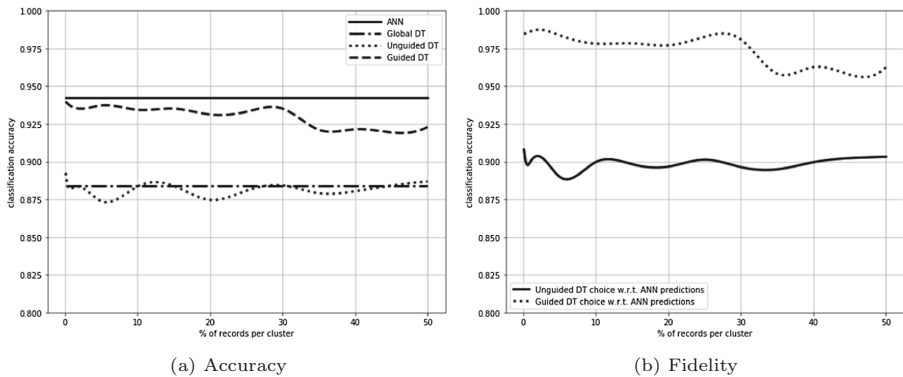 1.000
0.975
0.950
0.925
0.900
0.875
0.850
0.825
0.800
classification accuracy
ANN
Global DT
Unguided DT
Guided DT
0 10 20 30 40 50
% of records per cluster
(a) Accuracy
1.000
0.975
0.950
0.925
0.900
0.875
0.850
0.825
0.800
classification accuracy
Unguided DT choice w.r.t. ANN predictions
Guided DT choice w.r.t. ANN predictions
0 10 20 30 40 50
% of records per cluster
(b) Fidelity